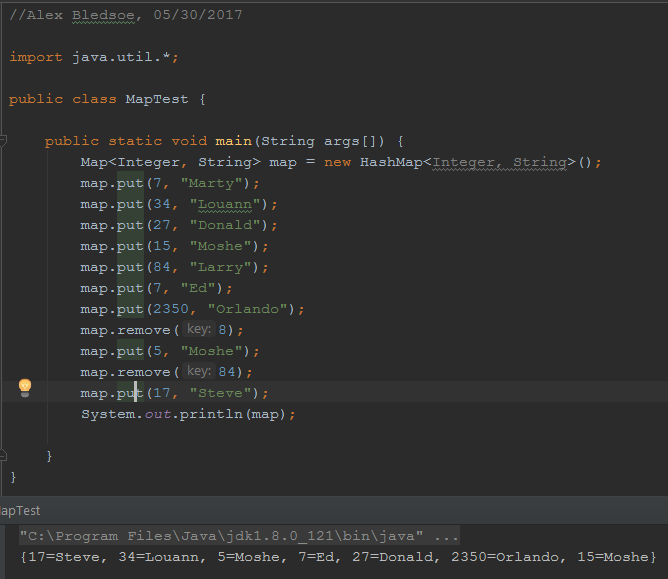 //Alex Bledsoe, 05/30/2017
import java.util.*;
public class MapTest {
public static void main(String args[]) {
Map<Integer, String> map = new HashMap<Integer, String>();
map.put(7, "Marty");
map.put(34, "Louann");
map.put(27, "Donald");
map.put(15, "Moshe");
map.put(84, "Larry");
map.put(7, "Ed");
map.put(2350, "Orlando");
map.remove( key: 8);
map.put(5, "Moshe");
map.remove( key: 84);
map.put(17, "Steve");
System.out.println(map);
}
}
MapTest
"C:\Program Files\Java\jdk1.8.0_121\bin\java" ...
{17=Steve, 34=Louann, 5=Moshe, 7=Ed, 27=Donald, 2350=Orlando, 15=Moshe}